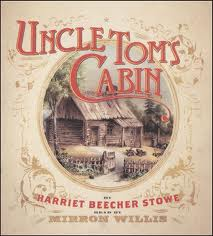 UNCLE TOM'S
CABIN
BY
HARRIET BEECHER STOWE
READ BY
MIRRON WILLIS